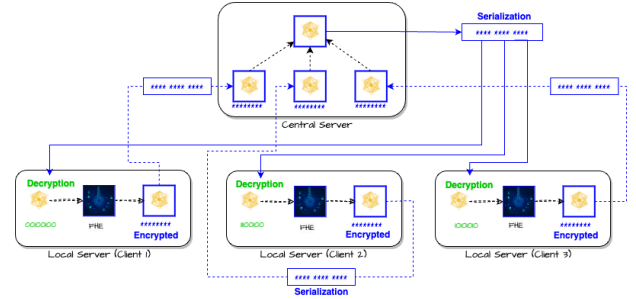 Serialization
**** **** ****
**** **** ****
**** **** ****
******** ******** ********
Central Server
Decryption
FHE
********
Encrypted
Local Server (Client 1)
Decryption
FHE
********
Encrypted
Local Server (Client 2)
Decryption
FHE
********
Encrypted
Local Server (Client 3)
**** **** ****
Serialization